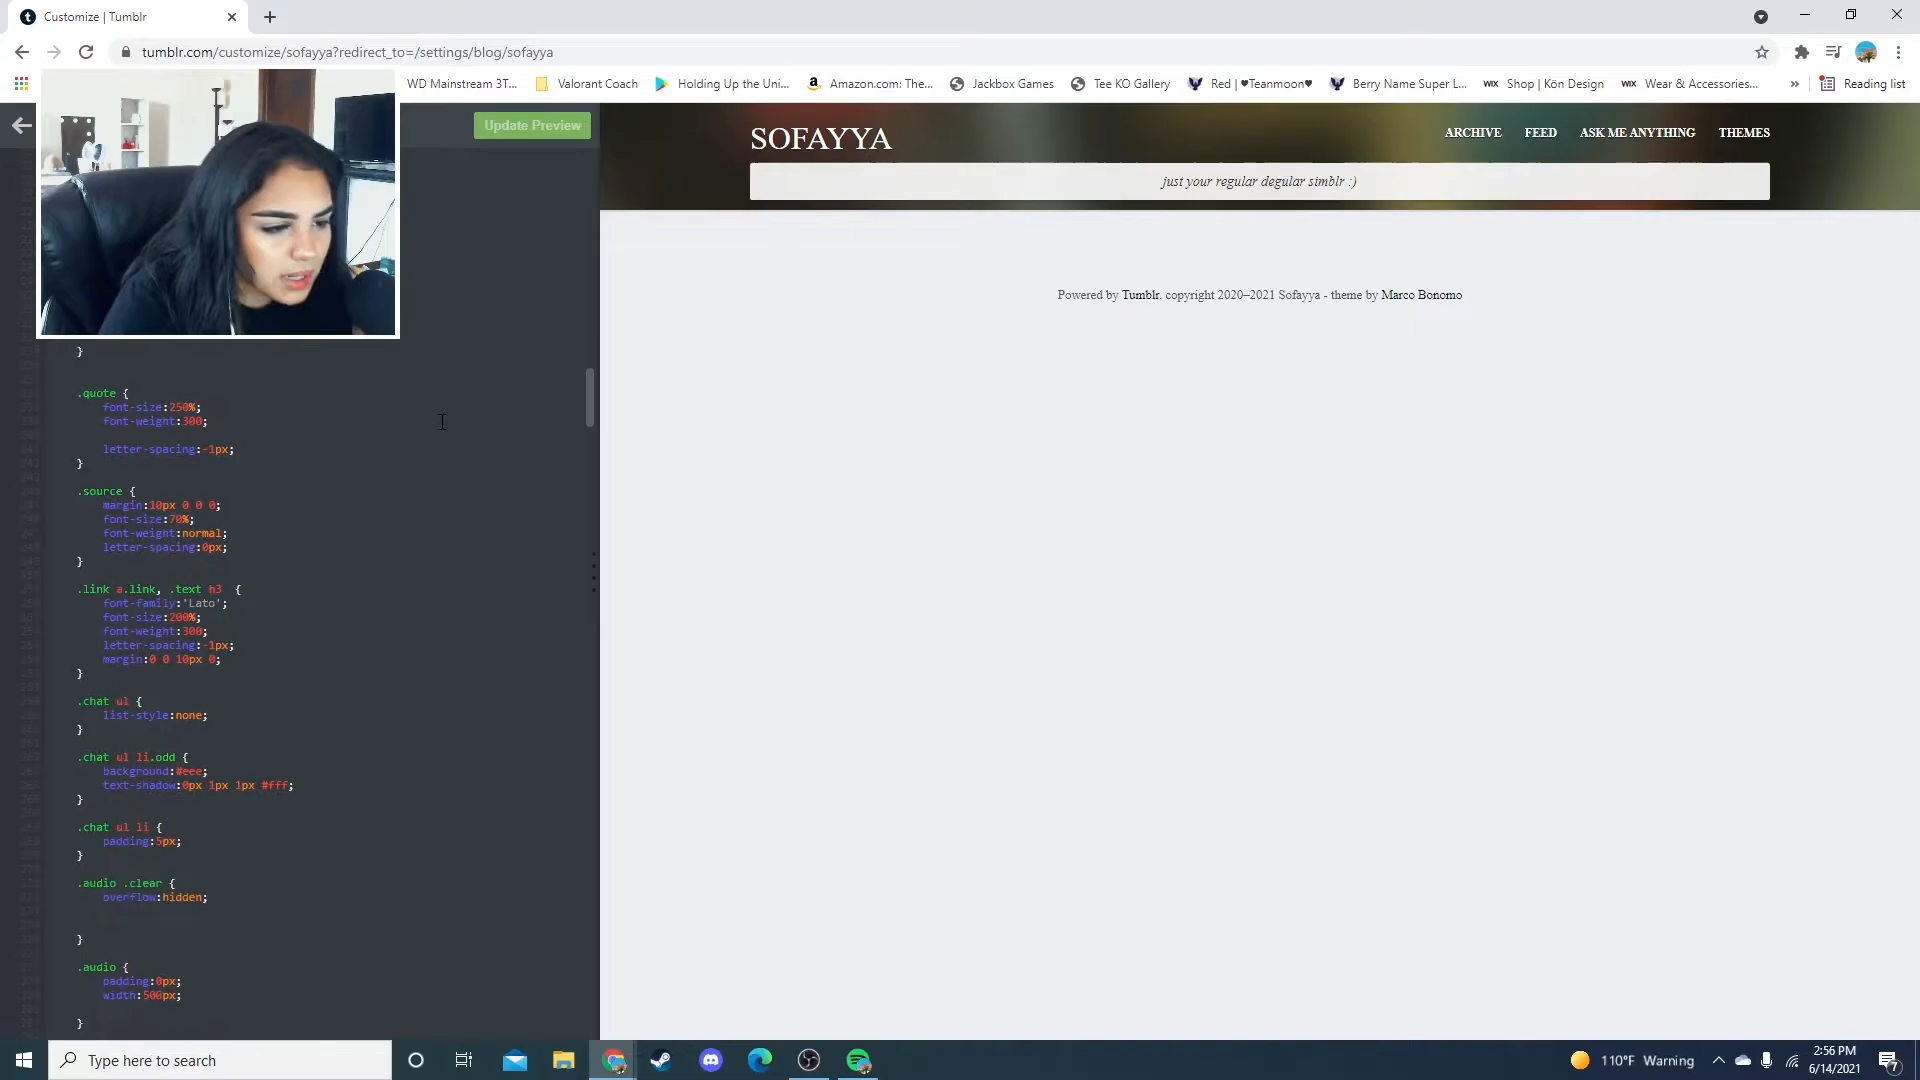 Customize | Tumblr
tumblr.com/customize/sofayya?redirect_to=/settings/blog/sofayya
WD Mainstream 3T... Valorant Coach Holding Up the Uni... Amazon.com: The... Jackbox Games Tee KO Gallery Red | ♥Teanmoon♥ Berry Name Super L... WIX Shop | Kön Design WIX Wear & Accessories... » Reading list
Update Preview
SOFAYYA
ARCHIVE FEED ASK ME ANYTHING THEMES
just your regular degular simblr :)
Powered by Tumblr. copyright 2020–2021 Sofayya - theme by Marco Bonomo
}
.quote {
font-size:250%;
font-weight:300;
letter-spacing:-1px;
}
.source {
margin:10px 0 0 0;
font-size:70%;
font-weight:normal;
letter-spacing:0px;
}
.link a.link, .text h3 {
font-family:'Lato';
font-size:200%;
font-weight:300;
letter-spacing:-1px;
margin:0 0 10px 0;
}
.chat ul {
list-style:none;
}
.chat ul li.odd {
background:#eee;
text-shadow:0px 1px 1px #fff;
}
.chat ul li {
padding:5px;
}
.audio .clear {
overflow:hidden;
}
.audio {
padding:0px;
width:500px;
}
Type here to search
110°F Warning
2:56 PM
6/14/2021
7